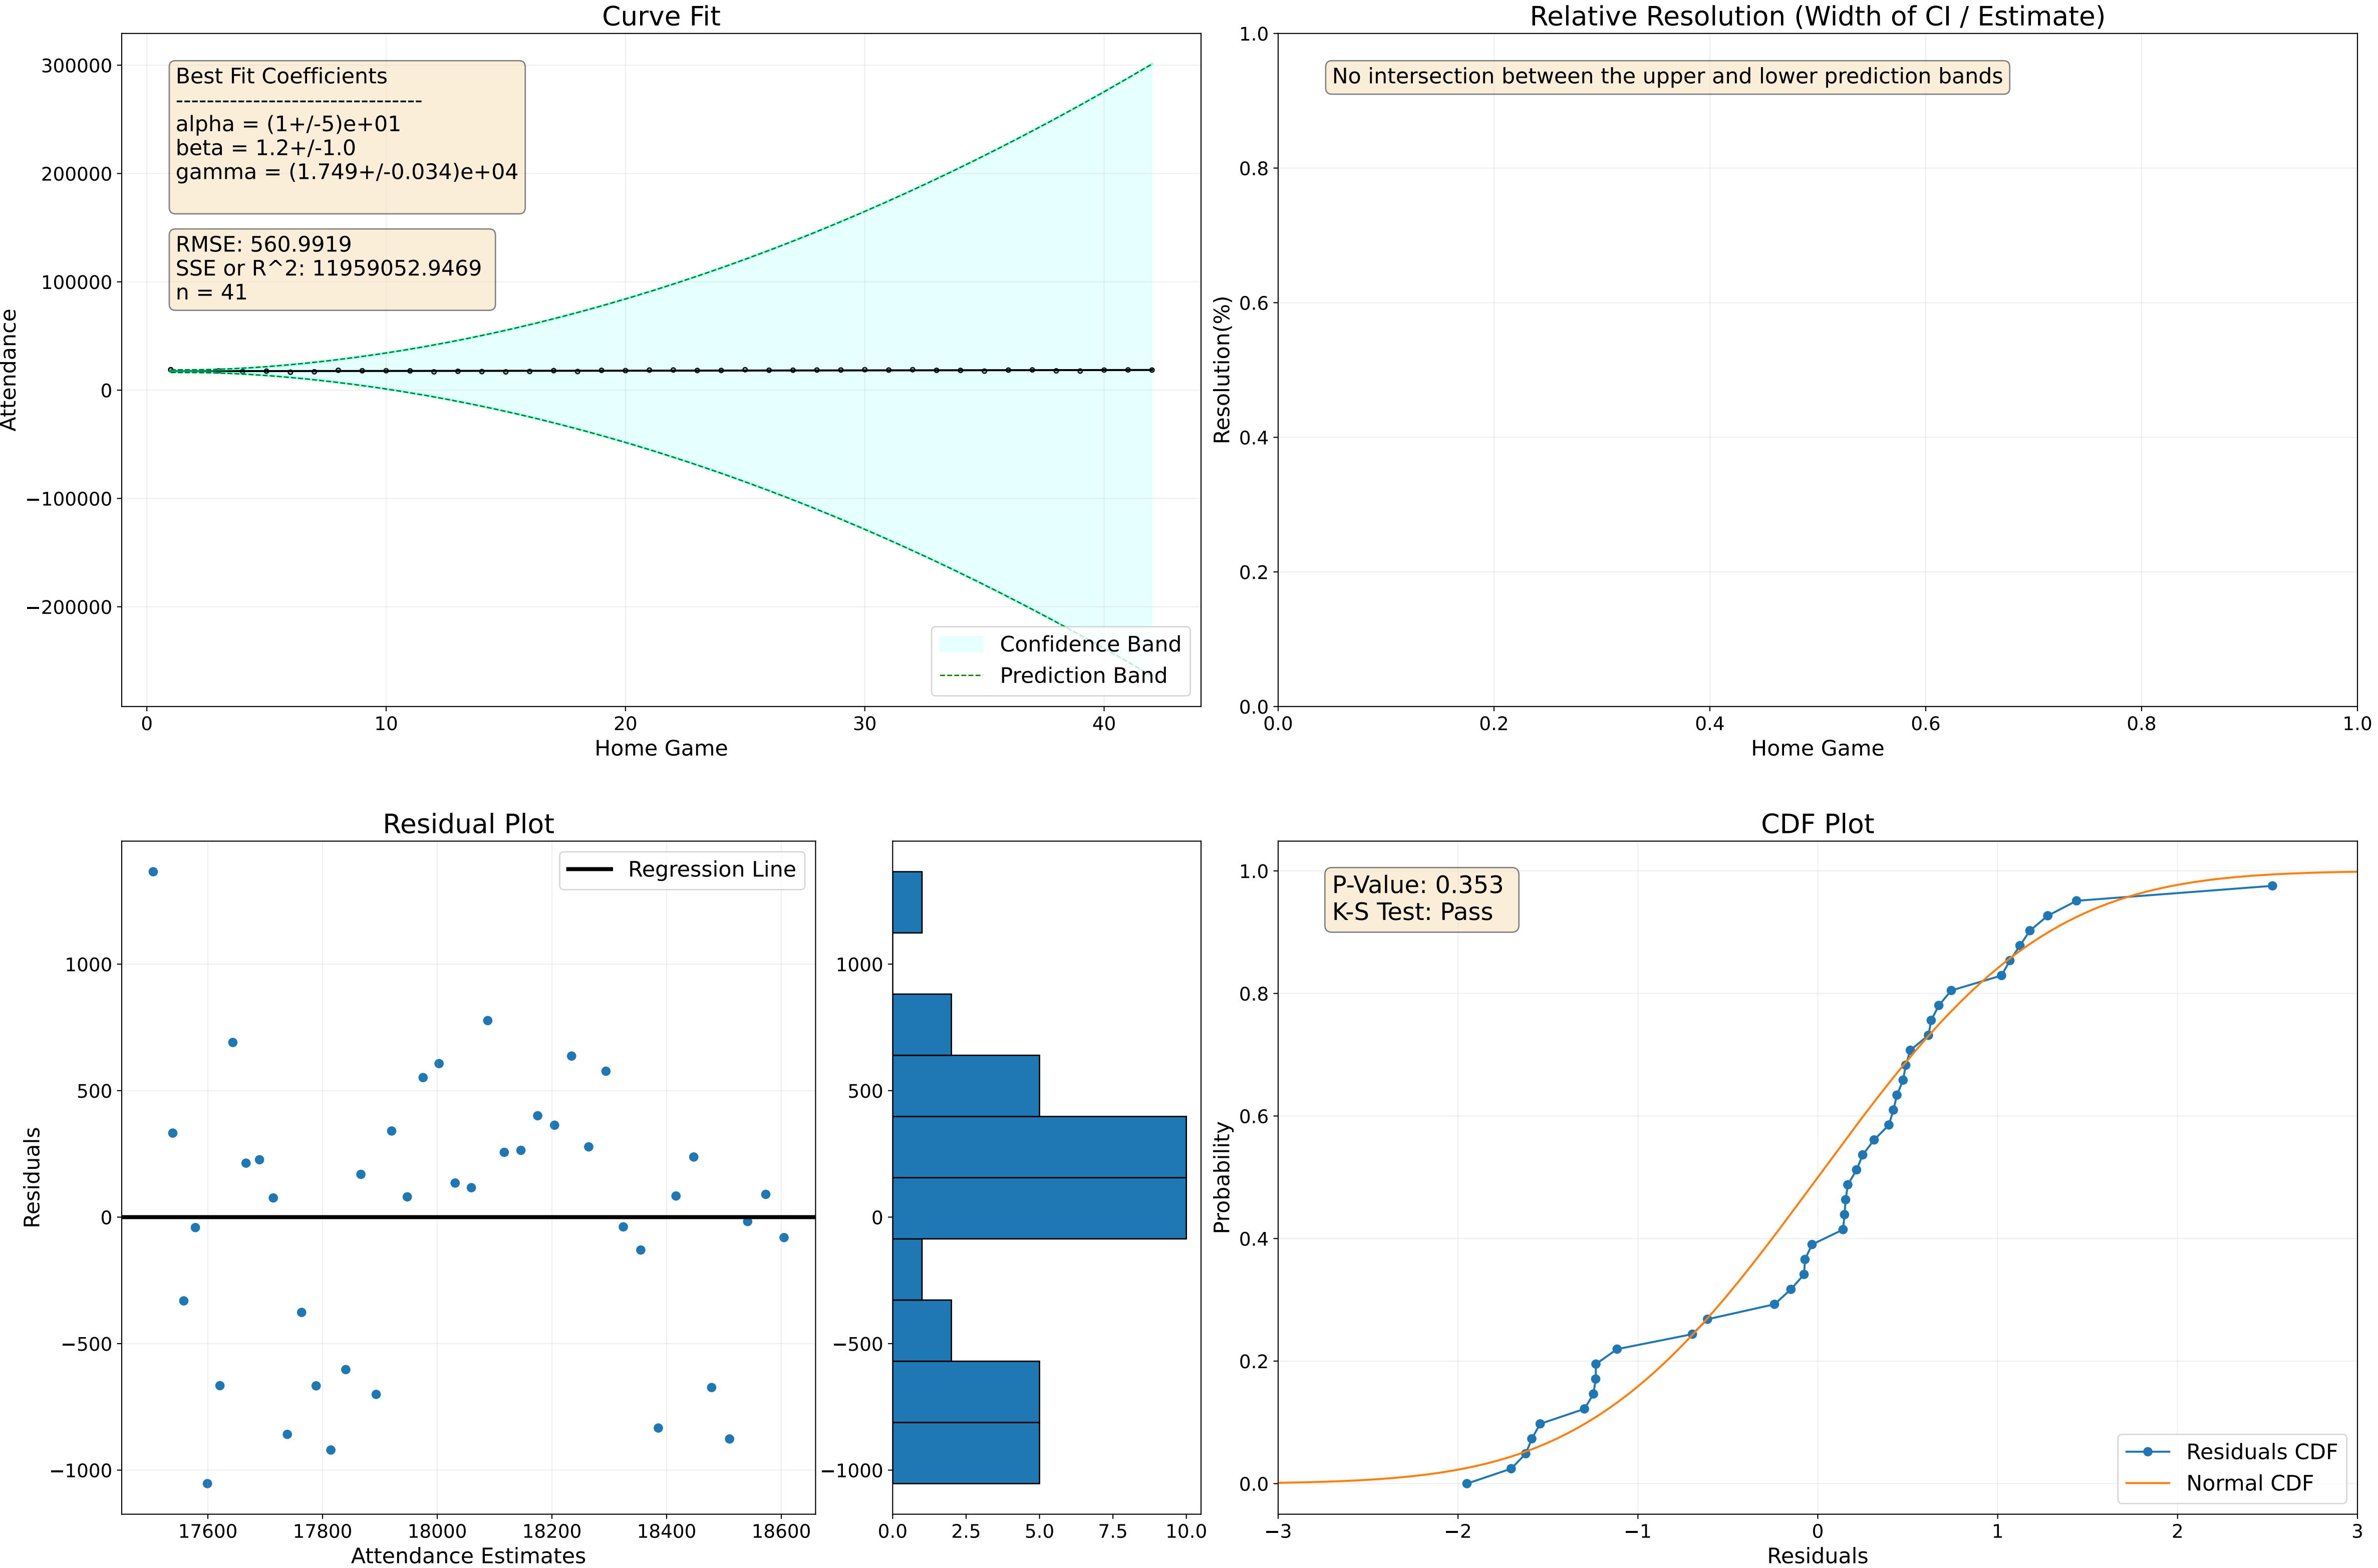 Curve Fit
300000
200000
100000
0
−100000
−200000
Attendance
Best Fit Coefficients
--------------------------------
alpha = (1+/-5)e+01
beta = 1.2+/-1.0
gamma = (1.749+/-0.034)e+04
RMSE: 560.9919
SSE or R^2: 11959052.9469
n = 41
Confidence Band
Prediction Band
0 10 20 30 40
Home Game
Relative Resolution (Width of CI / Estimate)
1.0
0.8
0.6
0.4
0.2
0.0
Resolution(%)
No intersection between the upper and lower prediction bands
0.0 0.2 0.4 0.6 0.8 1.0
Home Game
Residual Plot
1000
500
0
−500
−1000
Residuals
Regression Line
17600 17800 18000 18200 18400 18600
Attendance Estimates
1000
500
0
−500
−1000
0.0 2.5 5.0 7.5 10.0
CDF Plot
1.0
0.8
0.6
0.4
0.2
0.0
Probability
P-Value: 0.353
K-S Test: Pass
Residuals CDF
Normal CDF
−3 −2 −1 0 1 2 3
Residuals